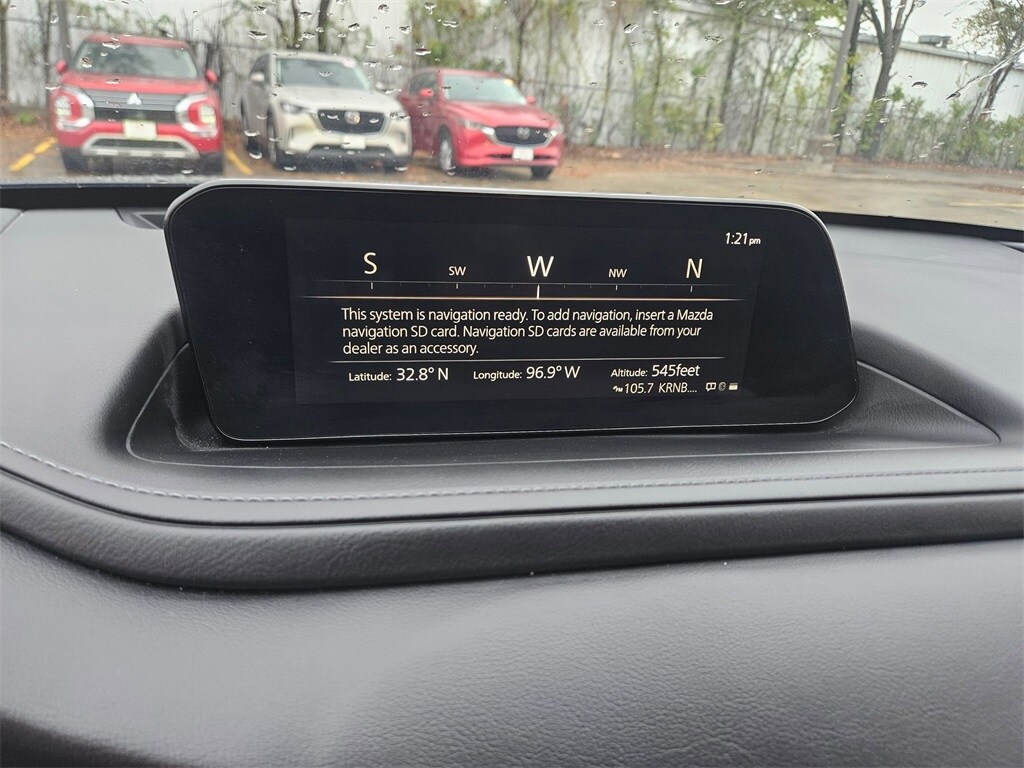 1:21pm
S SW W NW N
This system is navigation ready. To add navigation, insert a Mazda
navigation SD card. Navigation SD cards are available from your
dealer as an accessory.
Latitude: 32.8° N Longitude: 96.9° W Altitude: 545feet
105.7 KRNB....